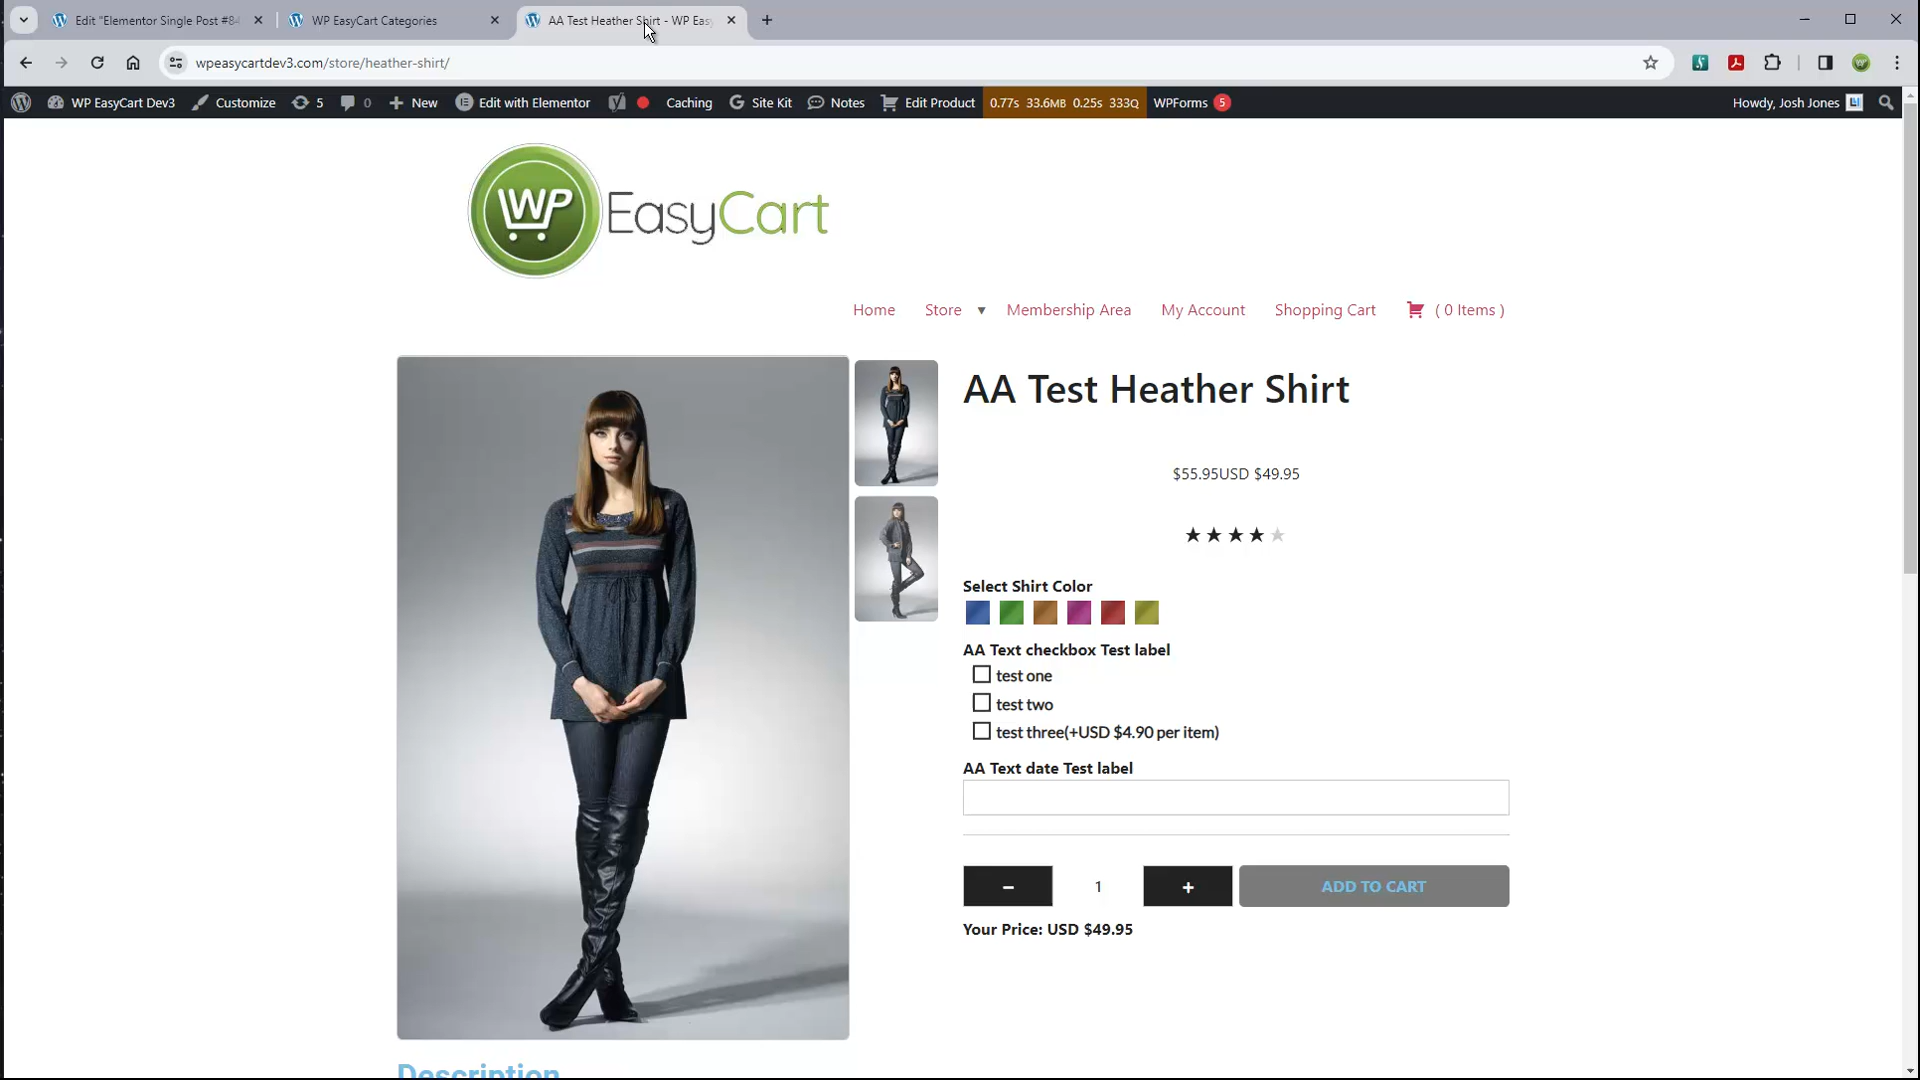 Edit "Elementor Single Post #84
WP EasyCart Categories
AA Test Heather Shirt - WP Easy
wpeasycartdev3.com/store/heather-shirt/
WP EasyCart Dev3
Customize
5
0
New
Edit with Elementor
Caching
Site Kit
Notes
Edit Product
0.77s 33.6MB 0.25s 333Q
WPForms 5
Howdy, Josh Jones
WP EasyCart
Home
Store
Membership Area
My Account
Shopping Cart
( 0 Items )
AA Test Heather Shirt
$55.95USD $49.95
Select Shirt Color
AA Text checkbox Test label
test one
test two
test three(+USD $4.90 per item)
AA Text date Test label
− 1 + ADD TO CART
Your Price: USD $49.95
Description